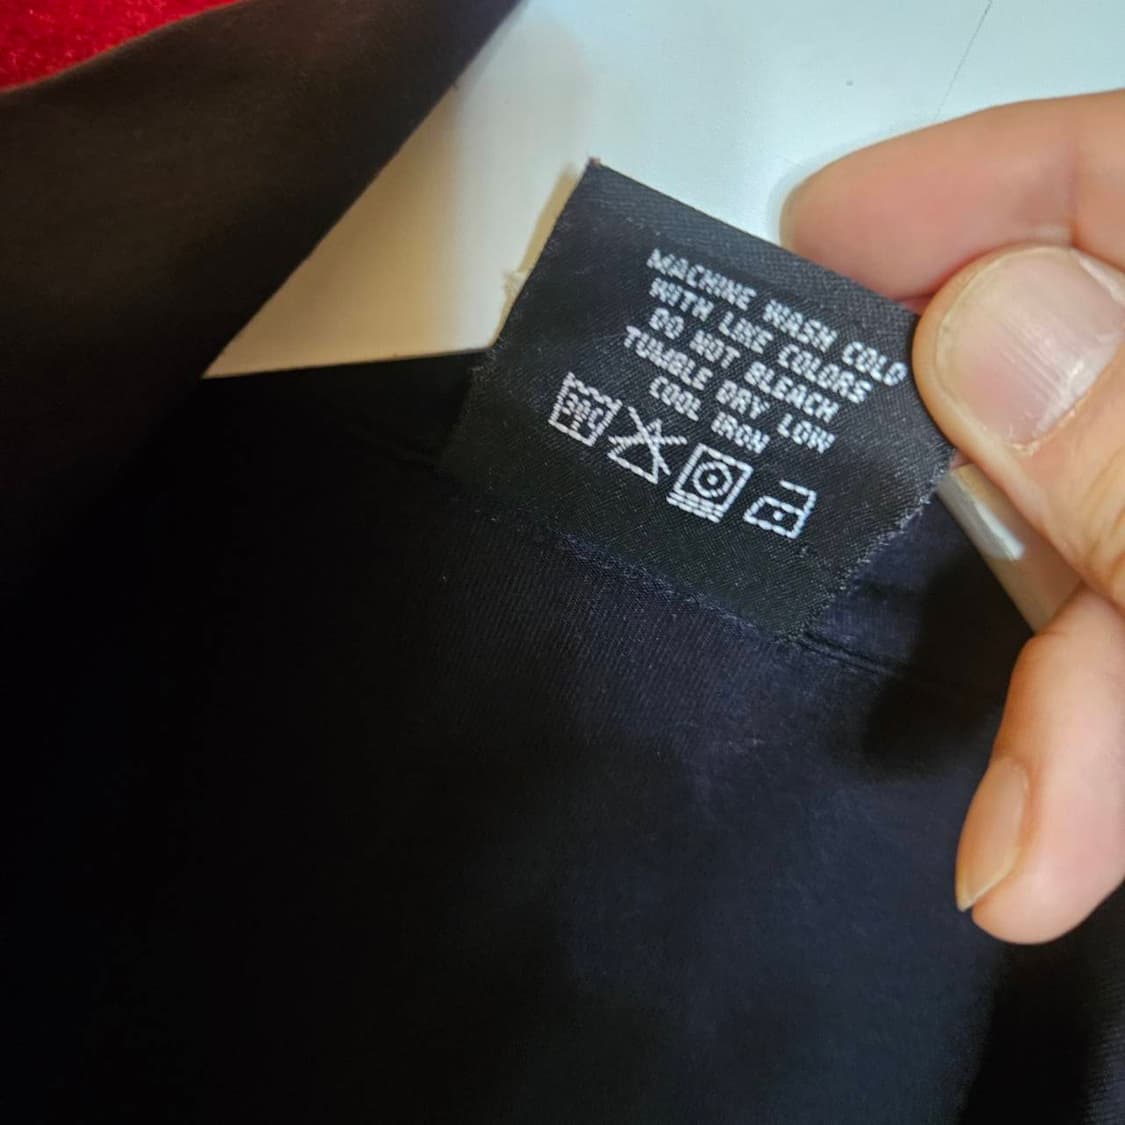 MACHINE WASH COLD
WITH LIKE COLORS
DO NOT BLEACH
TUMBLE DRY LOW
COOL IRON